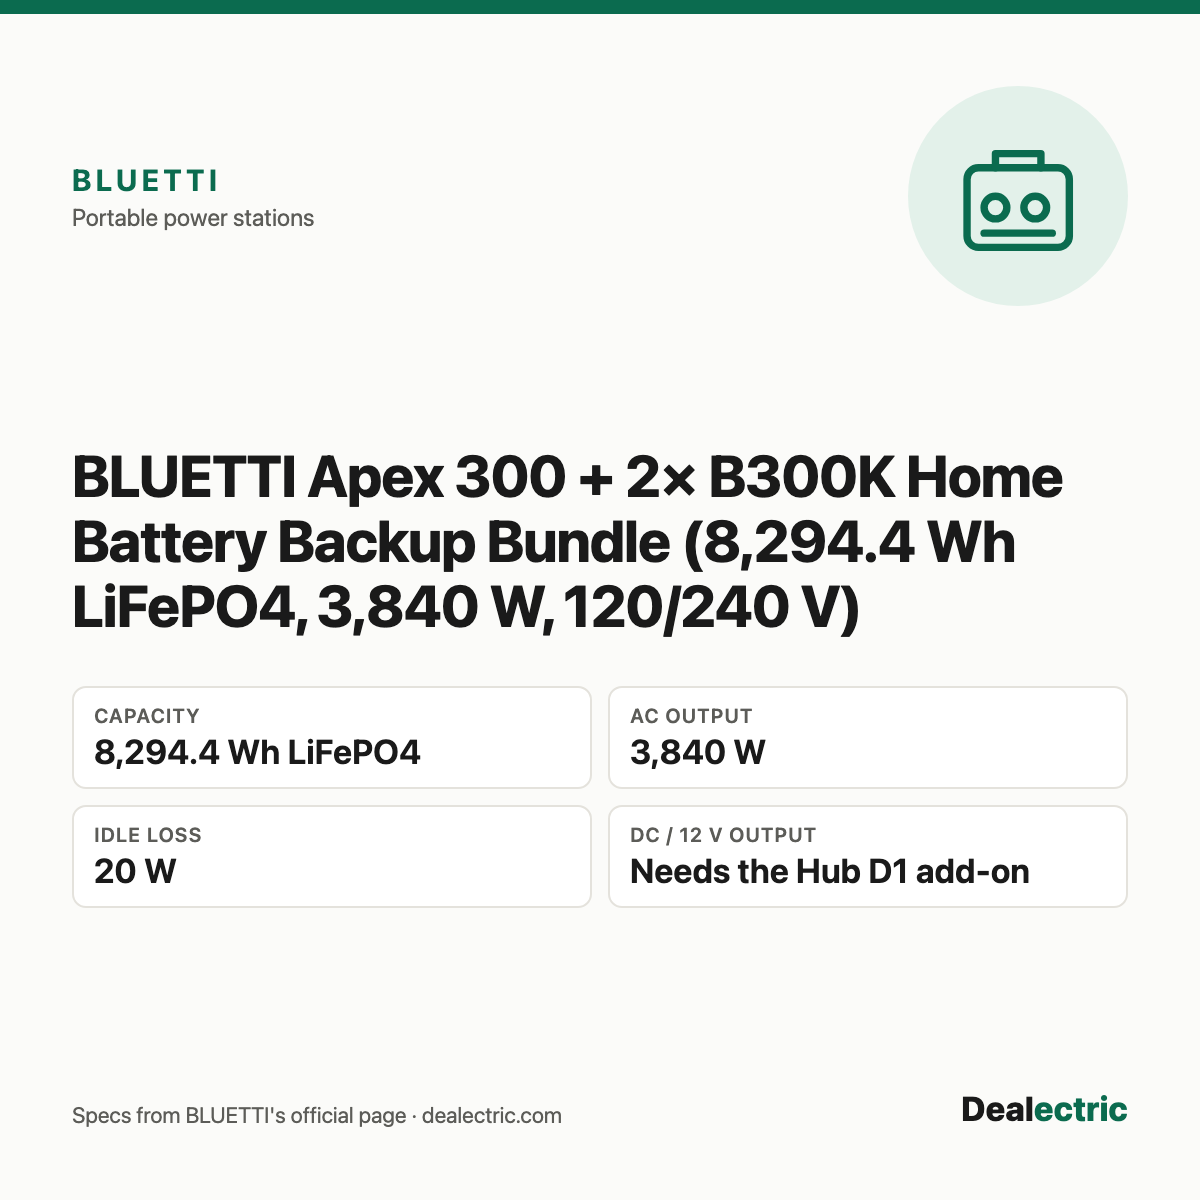 BLUETTI
Portable power stations
BLUETTI Apex 300 + 2× B300K Home
Battery Backup Bundle (8,294.4 Wh
LiFePO4, 3,840 W, 120/240 V)
CAPACITY
8,294.4 Wh LiFePO4
AC OUTPUT
3,840 W
IDLE LOSS
20 W
DC / 12 V OUTPUT
Needs the Hub D1 add-on
Specs from BLUETTI's official page · dealectric.com
Dealectric